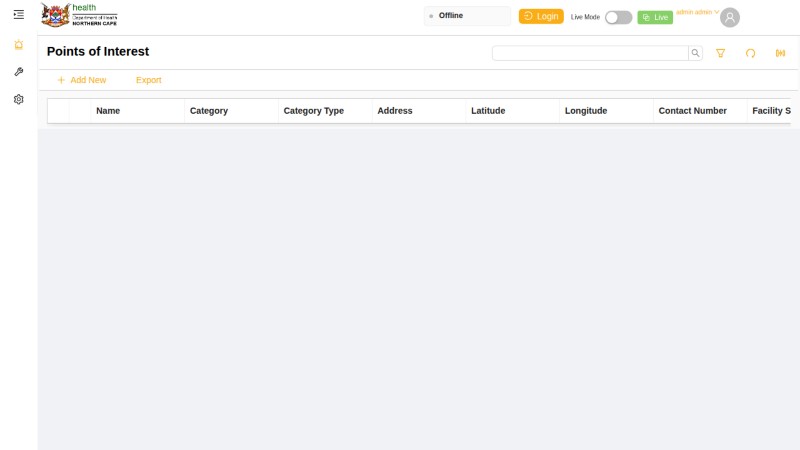 health
Department of Health
NORTHERN CAPE
Offline
Login
Live Mode
Live
admin admin
Points of Interest
Add New
Export
Name
Category
Category Type
Address
Latitude
Longitude
Contact Number
Facility S